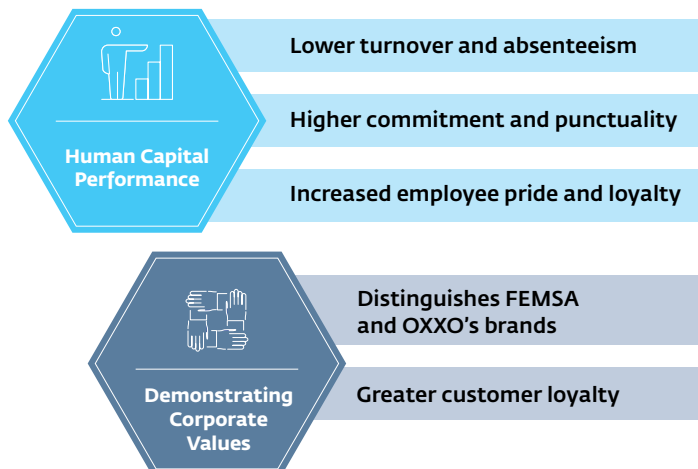 Lower turnover and absenteeism
Higher commitment and punctuality
Human Capital
Performance
Increased employee pride and loyalty
Distinguishes FEMSA
and OXXO's brands
Demonstrating
Corporate
Values
Greater customer loyalty